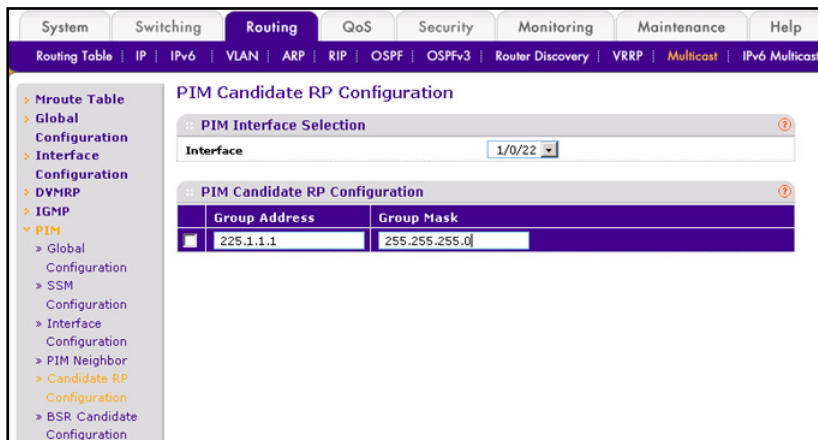 System Switching Routing QoS Security Monitoring Maintenance Help
Routing Table IP IPv6 VLAN ARP RIP OSPF OSPFv3 Router Discovery VRRP Multicast IPv6 Multicast
Mroute Table
Global
Configuration
Interface
Configuration
DVMRP
IGMP
PIM
» Global
Configuration
» SSM
Configuration
» Interface
Configuration
» PIM Neighbor
» Candidate RP
Configuration
» BSR Candidate
Configuration
PIM Candidate RP Configuration
PIM Interface Selection
Interface 1/0/22
PIM Candidate RP Configuration
Group Address Group Mask
225.1.1.1 255.255.255.0